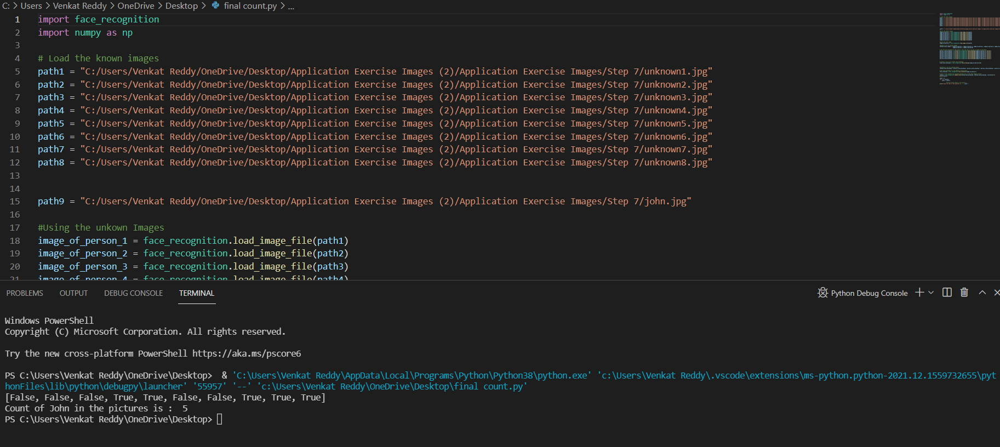 C: > Users > Venkat Reddy > OneDrive > Desktop > final count.py > ...
1 import face_recognition
2 import numpy as np
3
4 # Load the known images
5 path1 = "C:/Users/Venkat Reddy/OneDrive/Desktop/Application Exercise Images (2)/Application Exercise Images/Step 7/unknown1.jpg"
6 path2 = "C:/Users/Venkat Reddy/OneDrive/Desktop/Application Exercise Images (2)/Application Exercise Images/Step 7/unknown2.jpg"
7 path3 = "C:/Users/Venkat Reddy/OneDrive/Desktop/Application Exercise Images (2)/Application Exercise Images/Step 7/unknown3.jpg"
8 path4 = "C:/Users/Venkat Reddy/OneDrive/Desktop/Application Exercise Images (2)/Application Exercise Images/Step 7/unknown4.jpg"
9 path5 = "C:/Users/Venkat Reddy/OneDrive/Desktop/Application Exercise Images (2)/Application Exercise Images/Step 7/unknown5.jpg"
10 path6 = "C:/Users/Venkat Reddy/OneDrive/Desktop/Application Exercise Images (2)/Application Exercise Images/Step 7/unknown6.jpg"
11 path7 = "C:/Users/Venkat Reddy/OneDrive/Desktop/Application Exercise Images (2)/Application Exercise Images/Step 7/unknown7.jpg"
12 path8 = "C:/Users/Venkat Reddy/OneDrive/Desktop/Application Exercise Images (2)/Application Exercise Images/Step 7/unknown8.jpg"
13
14
15 path9 = "C:/Users/Venkat Reddy/OneDrive/Desktop/Application Exercise Images (2)/Application Exercise Images/Step 7/john.jpg"
16
17 #Using the unkown Images
18 image_of_person_1 = face_recognition.load_image_file(path1)
19 image_of_person_2 = face_recognition.load_image_file(path2)
20 image_of_person_3 = face_recognition.load_image_file(path3)
21 image_of_person_4 = face_recognition.load_image_file(path4)
PROBLEMS OUTPUT DEBUG CONSOLE TERMINAL Python Debug Console
Windows PowerShell
Copyright (C) Microsoft Corporation. All rights reserved.
Try the new cross-platform PowerShell https://aka.ms/pscore6
PS C:\Users\Venkat Reddy\OneDrive\Desktop>  & 'C:\Users\Venkat Reddy\AppData\Local\Programs\Python\Python38\python.exe' 'c:\Users\Venkat Reddy\.vscode\extensions\ms-python.python-2021.12.1559732655\pyt
honFiles\lib\python\debugpy\launcher' '55957' '--' 'c:\Users\Venkat Reddy\OneDrive\Desktop\final count.py'
[False, False, False, True, True, False, False, True, True, True]
Count of John in the pictures is :  5
PS C:\Users\Venkat Reddy\OneDrive\Desktop>